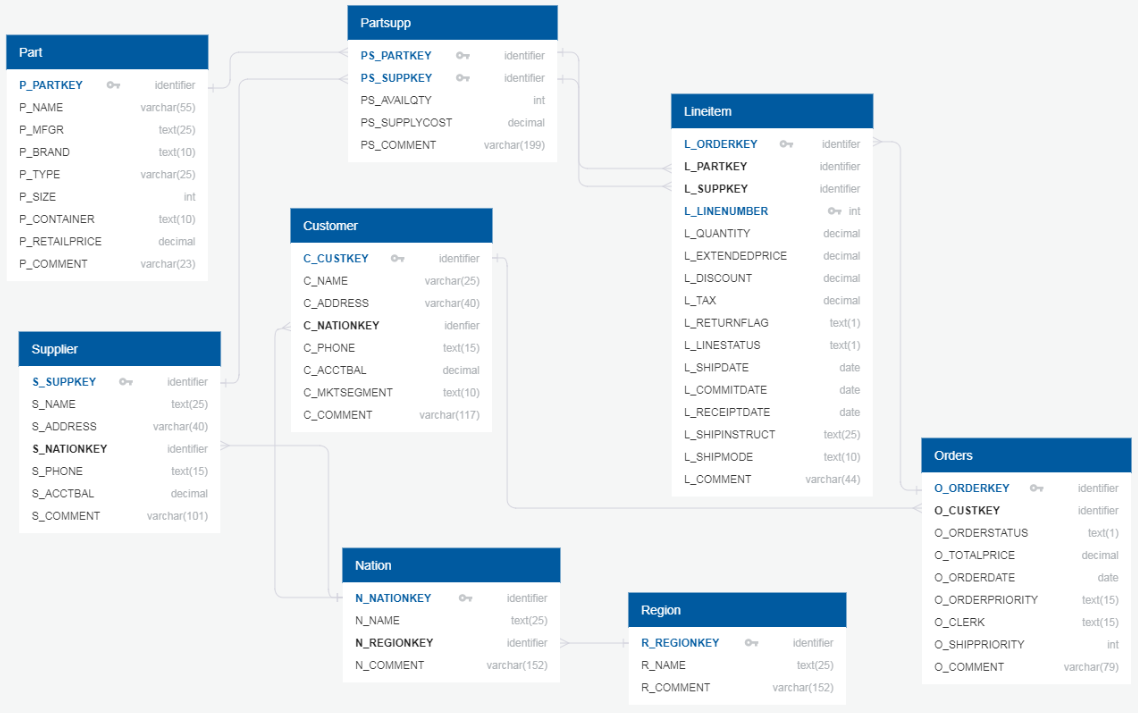 Part
P_PARTKEY identifier
P_NAME varchar(55)
P_MFGR text(25)
P_BRAND text(10)
P_TYPE varchar(25)
P_SIZE int
P_CONTAINER text(10)
P_RETAILPRICE decimal
P_COMMENT varchar(23)
Partsupp
PS_PARTKEY identifier
PS_SUPPKEY identifier
PS_AVAILQTY int
PS_SUPPLYCOST decimal
PS_COMMENT varchar(199)
Lineitem
L_ORDERKEY identifer
L_PARTKEY identifier
L_SUPPKEY identifier
L_LINENUMBER int
L_QUANTITY decimal
L_EXTENDEDPRICE decimal
L_DISCOUNT decimal
L_TAX decimal
L_RETURNFLAG text(1)
L_LINESTATUS text(1)
L_SHIPDATE date
L_COMMITDATE date
L_RECEIPTDATE date
L_SHIPINSTRUCT text(25)
L_SHIPMODE text(10)
L_COMMENT varchar(44)
Customer
C_CUSTKEY identifier
C_NAME varchar(25)
C_ADDRESS varchar(40)
C_NATIONKEY idenfier
C_PHONE text(15)
C_ACCTBAL decimal
C_MKTSEGMENT text(10)
C_COMMENT varchar(117)
Supplier
S_SUPPKEY identifier
S_NAME text(25)
S_ADDRESS varchar(40)
S_NATIONKEY identifier
S_PHONE text(15)
S_ACCTBAL decimal
S_COMMENT varchar(101)
Orders
O_ORDERKEY identifier
O_CUSTKEY identifier
O_ORDERSTATUS text(1)
O_TOTALPRICE decimal
O_ORDERDATE date
O_ORDERPRIORITY text(15)
O_CLERK text(15)
O_SHIPPRIORITY int
O_COMMENT varchar(79)
Nation
N_NATIONKEY identifier
N_NAME text(25)
N_REGIONKEY identifier
N_COMMENT varchar(152)
Region
R_REGIONKEY identifier
R_NAME text(25)
R_COMMENT varchar(152)